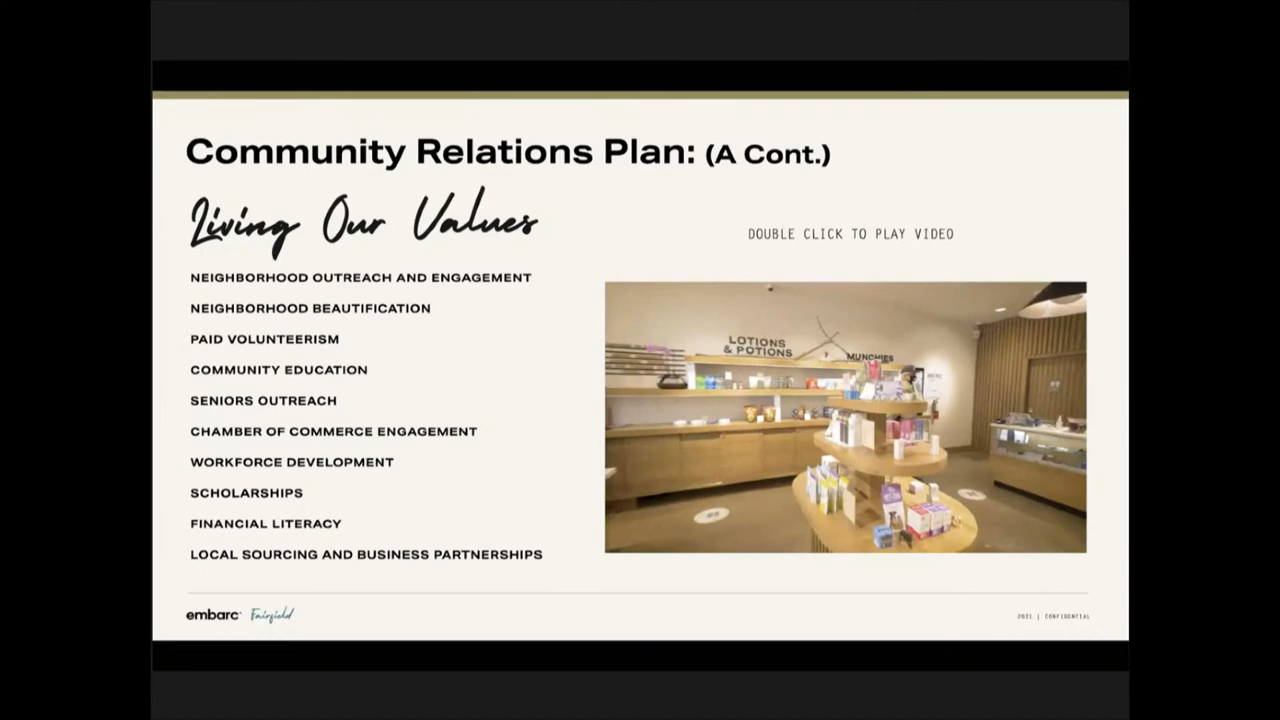 Community Relations Plan: (A Cont.)
Living Our Values
NEIGHBORHOOD OUTREACH AND ENGAGEMENT
NEIGHBORHOOD BEAUTIFICATION
PAID VOLUNTEERISM
COMMUNITY EDUCATION
SENIORS OUTREACH
CHAMBER OF COMMERCE ENGAGEMENT
WORKFORCE DEVELOPMENT
SCHOLARSHIPS
FINANCIAL LITERACY
LOCAL SOURCING AND BUSINESS PARTNERSHIPS
DOUBLE CLICK TO PLAY VIDEO
LOTIONS
& POTIONS
MUNCHIES
embarc Fairfield
2021 | CONFIDENTIAL